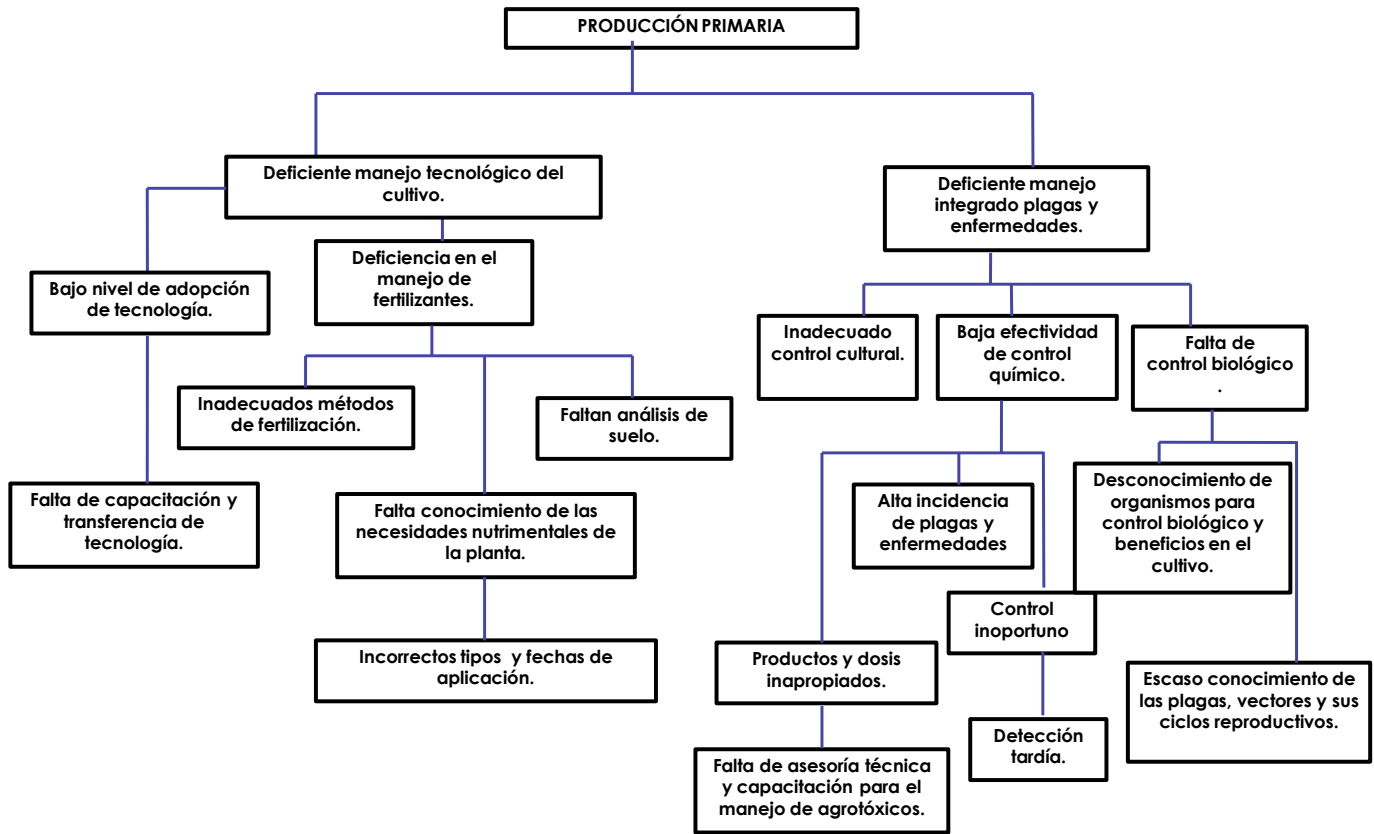 PRODUCCIÓN PRIMARIA
Deficiente manejo tecnológico del
cultivo.
Deficiente manejo
integrado plagas y
enfermedades.
Deficiencia en el
manejo de
fertilizantes.
Bajo nivel de adopción
de tecnología.
Inadecuado
control cultural.
Baja efectividad
de control
químico.
Falta de
control biológico
.
Inadecuados métodos
de fertilización.
Faltan análisis de
suelo.
Falta de capacitación y
transferencia de
tecnología.
Falta conocimiento de las
necesidades nutrimentales de
la planta.
Alta incidencia
de plagas y
enfermedades
Desconocimiento de
organismos para
control biológico y
beneficios en el
cultivo.
Control
inoportuno
Incorrectos tipos y fechas de
aplicación.
Productos y dosis
inapropiados.
Escaso conocimiento de
las plagas, vectores y sus
ciclos reproductivos.
Detección
tardía.
Falta de asesoría técnica
y capacitación para el
manejo de agrotóxicos.